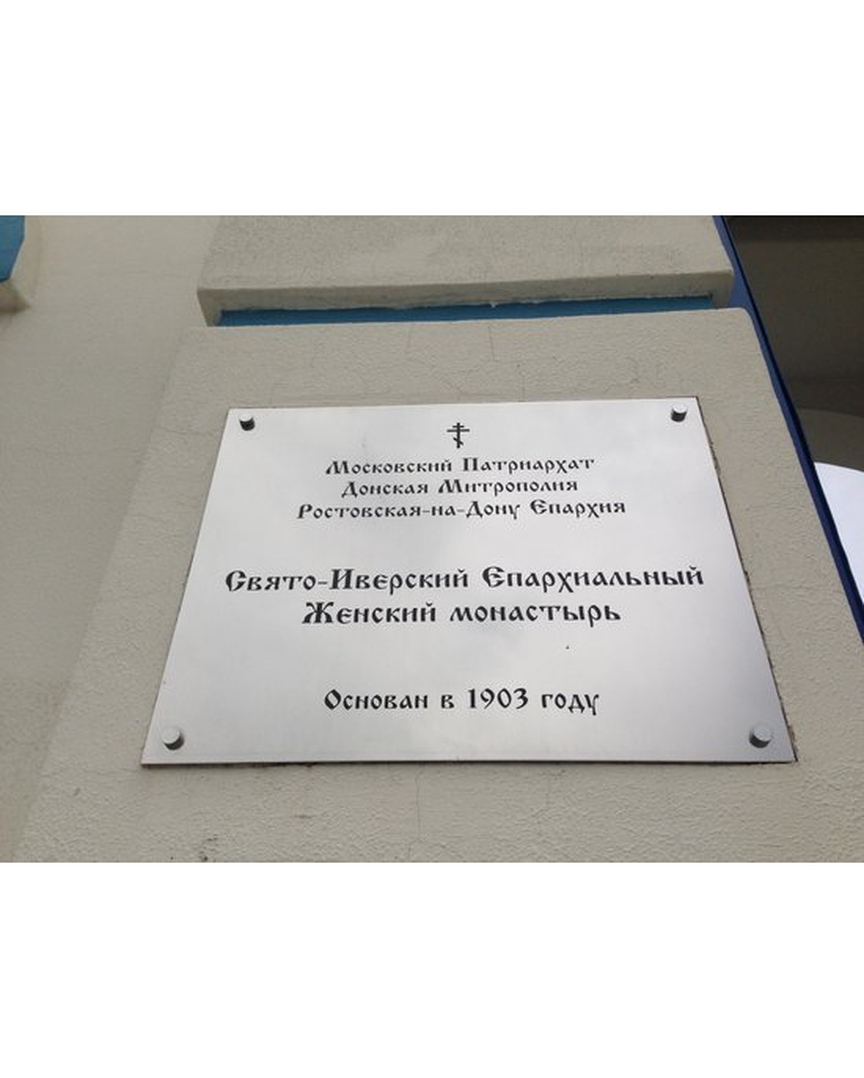 Московский Патриархат
Донская Митрополия
Ростовская-на-Дону Епархия
Свято-Иверский Епархиальный
Женский монастырь
Основан в 1903 году